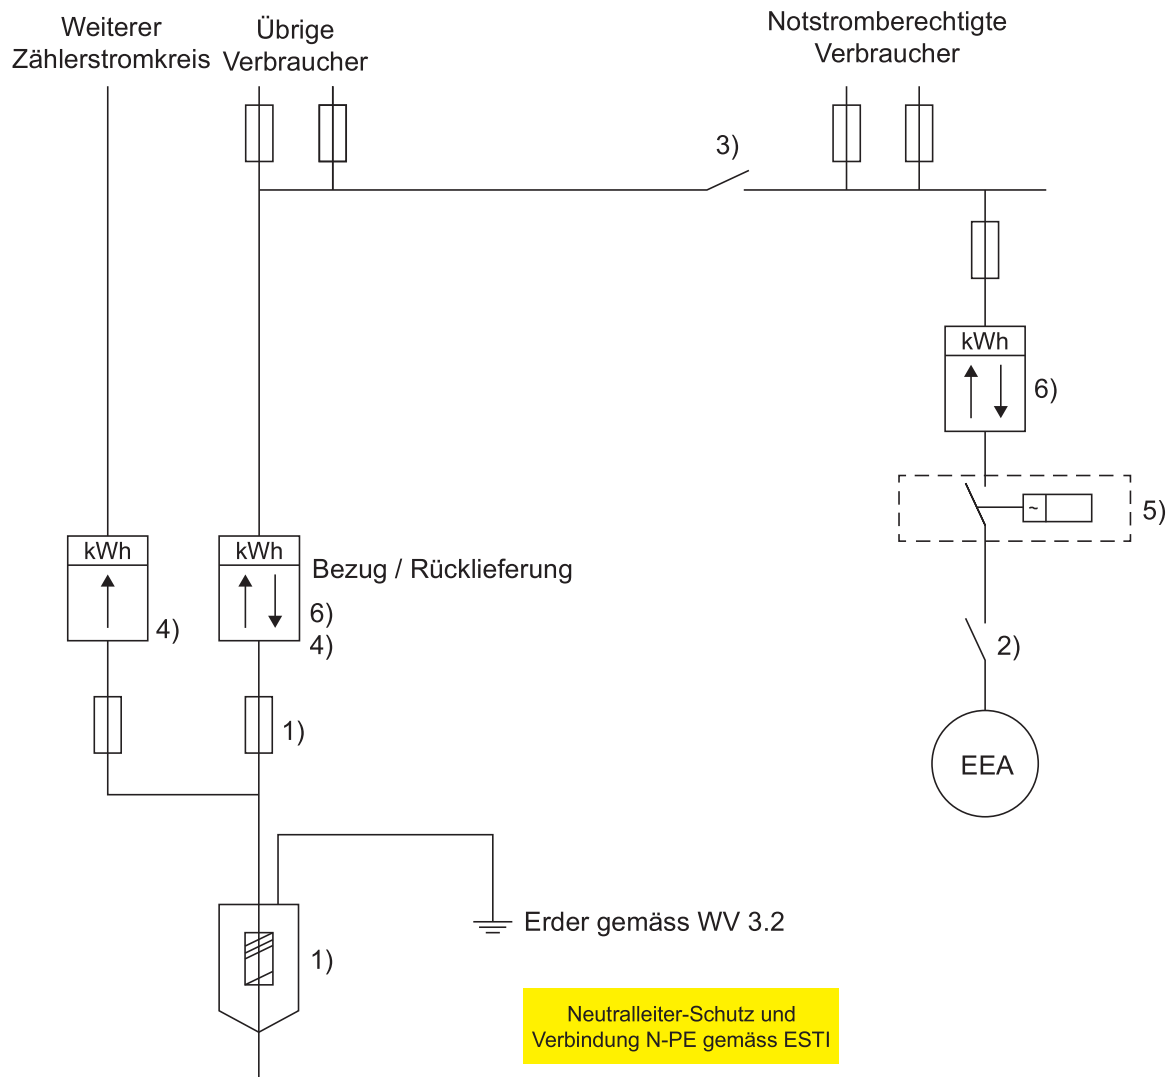 Weiterer
Zählerstromkreis
Übrige
Verbraucher
Notstromberechtigte
Verbraucher
3)
kWh
6)
5)
~
kWh
kWh
Bezug / Rücklieferung
4)
6)
4)
2)
1)
EEA
Erder gemäss WV 3.2
1)
Neutralleiter-Schutz und
Verbindung N-PE gemäss ESTI